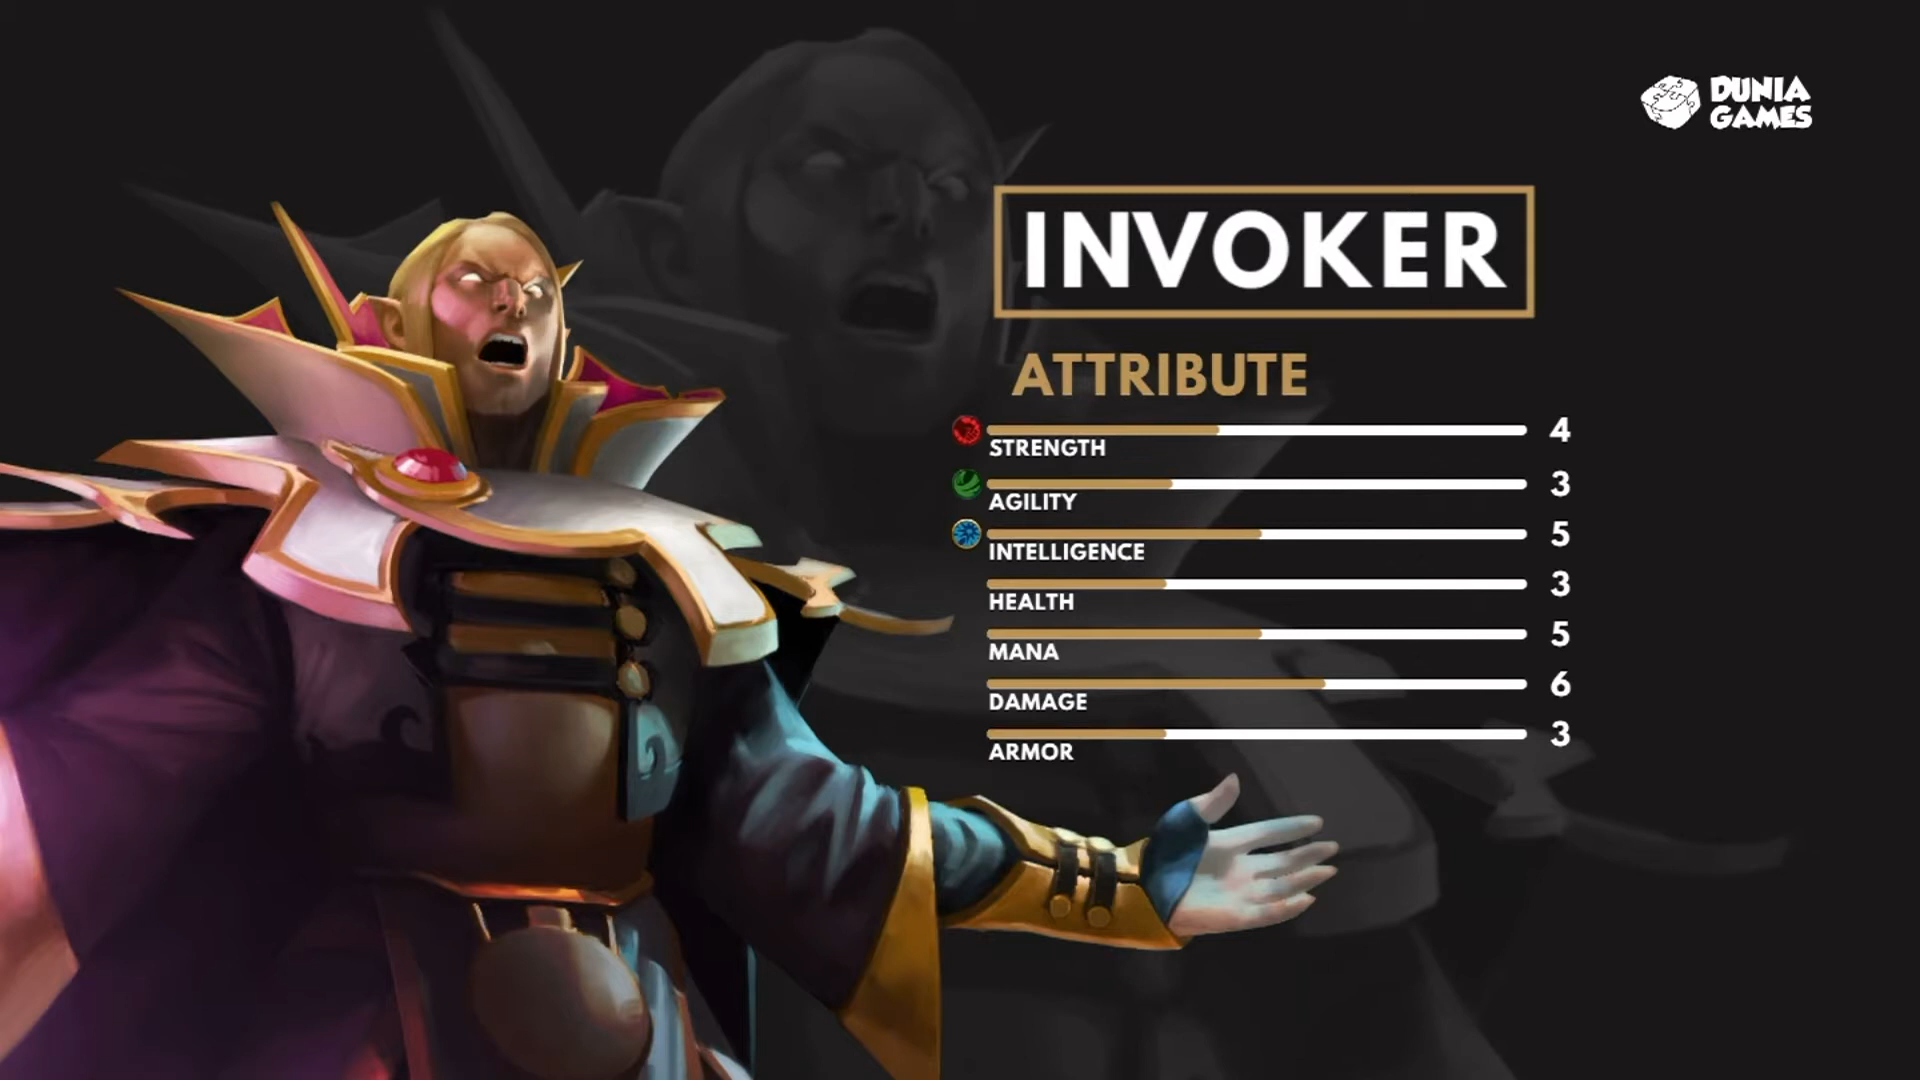 DUNIA
GAMES
INVOKER
ATTRIBUTE
4
STRENGTH
3
AGILITY
5
INTELLIGENCE
3
HEALTH
5
MANA
6
DAMAGE
3
ARMOR